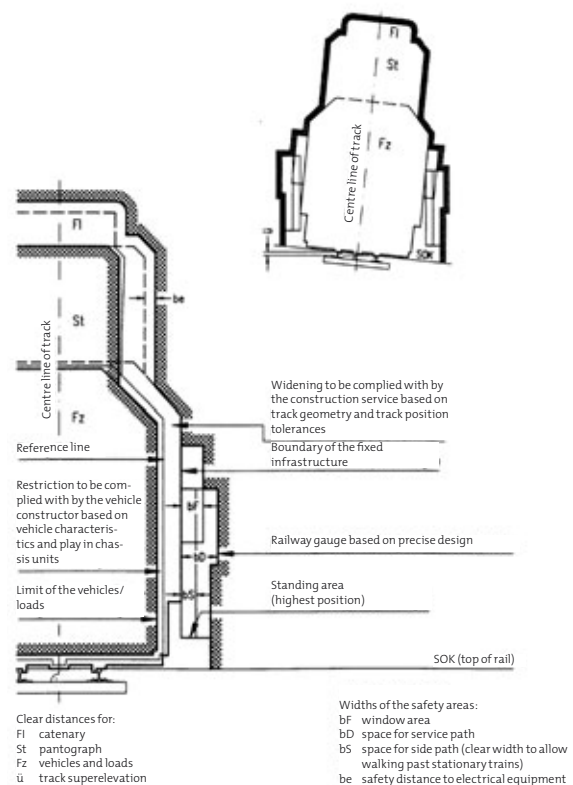 Fl
St
Fz
Centre line of track
ü
SOK
Fl
be
St
Centre line of track
Fz
Widening to be complied with by
the construction service based on
track geometry and track position
tolerances
Reference line
Boundary of the fixed
infrastructure
Restriction to be com-
plied with by the vehicle
constructor based on
vehicle characteris-
tics and play in chas-
sis units
bF
Railway gauge based on precise design
bD
Limit of the vehicles/
loads
bS
Standing area
(highest position)
SOK (top of rail)
Clear distances for:
Fl catenary
St pantograph
Fz vehicles and loads
ü track superelevation
Widths of the safety areas:
bF window area
bD space for service path
bS space for side path (clear width to allow
walking past stationary trains)
be safety distance to electrical equipment